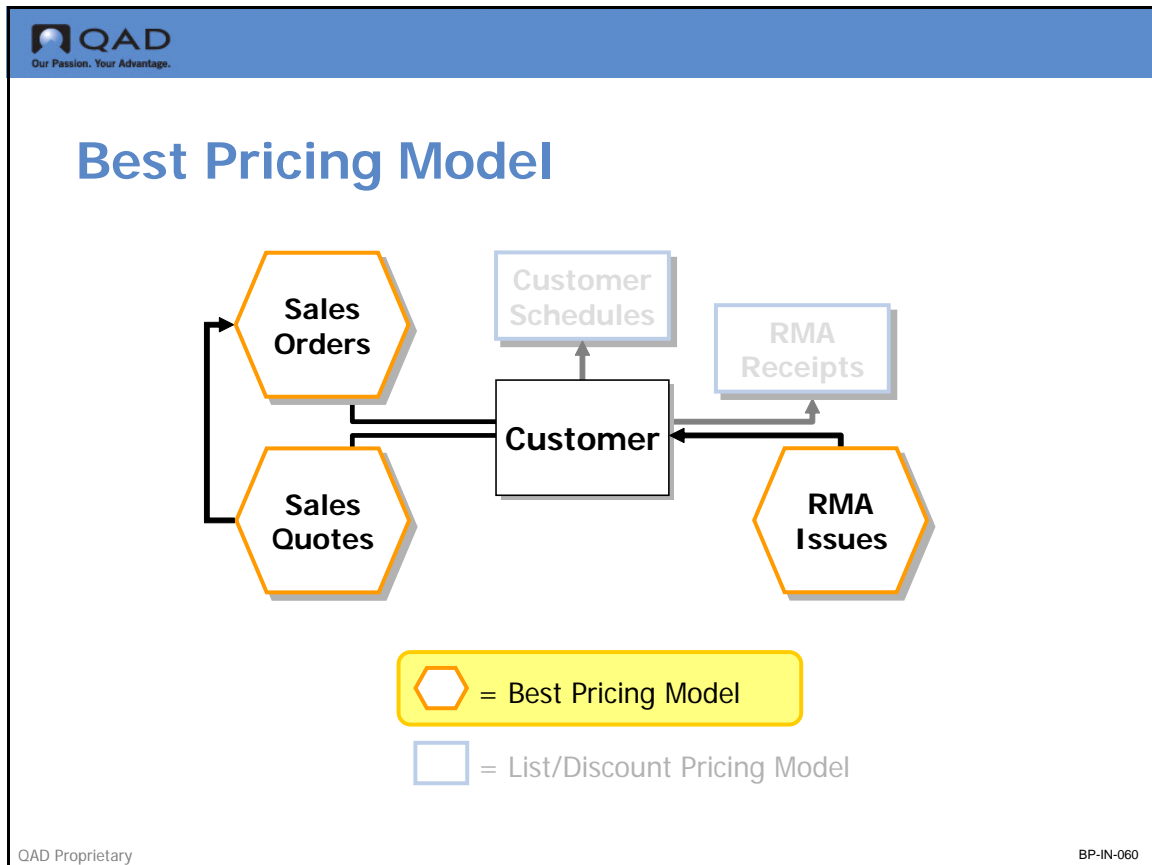 QAD
Our Passion. Your Advantage.
Best Pricing Model
Sales
Orders
Customer
Schedules
RMA
Receipts
Customer
Sales
Quotes
RMA
Issues
= Best Pricing Model
= List/Discount Pricing Model
QAD Proprietary
BP-IN-060